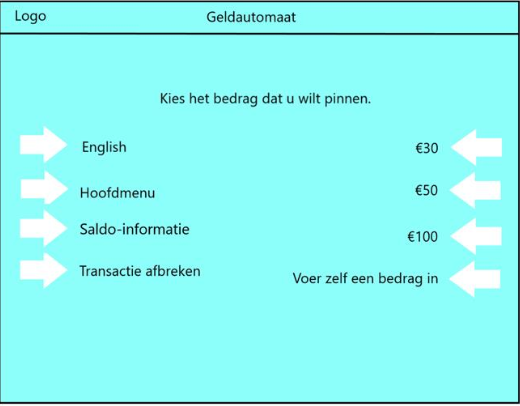 Logo
Geldautomaat
Kies het bedrag dat u wilt pinnen.
English
€30
Hoofdmenu
€50
Saldo-informatie
€100
Transactie afbreken
Voer zelf een bedrag in